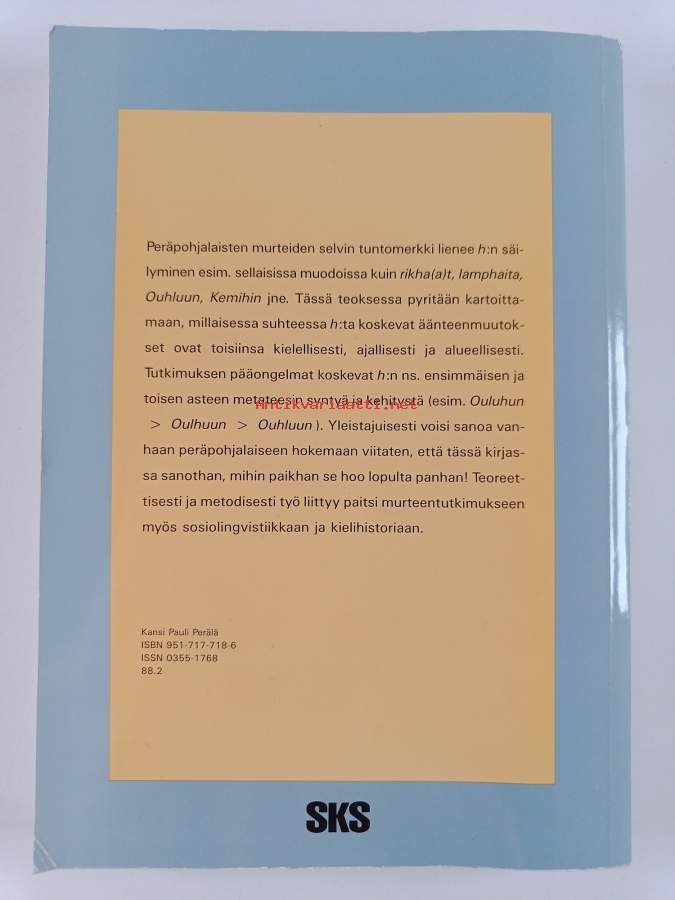 Peräpohjalaisten murteiden selvin tuntomerkki lienee h:n säi-
lyminen esim. sellaisissa muodoissa kuin rikha(a)t, lamphaita,
Ouhluun, Kemihin jne. Tässä teoksessa pyritään kartoitta-
maan, millaisessa suhteessa h:ta koskevat äänteenmuutok-
set ovat toisiinsa kielellisesti, ajallisesti ja alueellisesti.
Tutkimuksen pääongelmat koskevat h:n ns. ensimmäisen ja
toisen asteen metateesin syntyä ja kehitystä (esim. Ouluhun
Antikvariaatti.net
> Oulhuun > Ouhluun). Yleistajuisesti voisi sanoa van-
haan peräpohjalaiseen hokemaan viitaten, että tässä kirjas-
sa sanothan, mihin paikhan se hoo lopulta panhan! Teoreet-
tisesti ja metodisesti työ liittyy paitsi murteentutkimukseen
myös sosiolingvistiikkaan ja kielihistoriaan.
Kansi Pauli Perälä
ISBN 951-717-718-6
ISSN 0355-1768
88.2
SKS